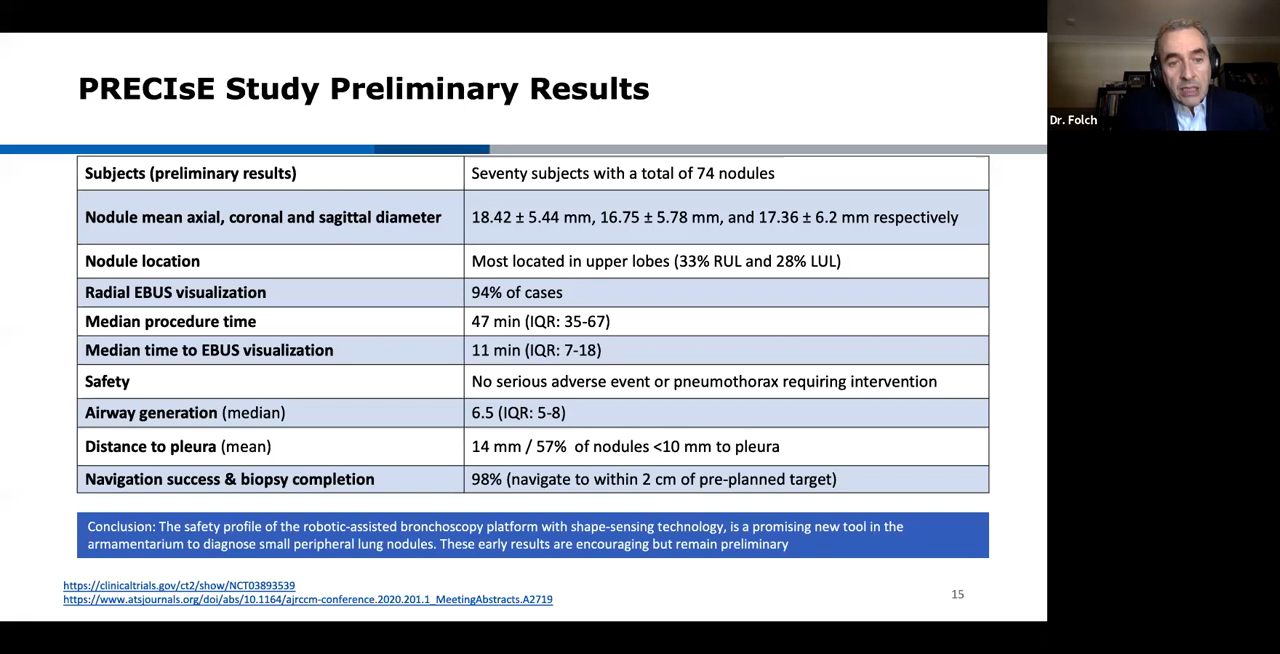 PRECIsE Study Preliminary Results
Dr. Folch
Subjects (preliminary results) Seventy subjects with a total of 74 nodules
Nodule mean axial, coronal and sagittal diameter 18.42 ± 5.44 mm, 16.75 ± 5.78 mm, and 17.36 ± 6.2 mm respectively
Nodule location Most located in upper lobes (33% RUL and 28% LUL)
Radial EBUS visualization 94% of cases
Median procedure time 47 min (IQR: 35-67)
Median time to EBUS visualization 11 min (IQR: 7-18)
Safety No serious adverse event or pneumothorax requiring intervention
Airway generation (median) 6.5 (IQR: 5-8)
Distance to pleura (mean) 14 mm / 57% of nodules <10 mm to pleura
Navigation success & biopsy completion 98% (navigate to within 2 cm of pre-planned target)
Conclusion: The safety profile of the robotic-assisted bronchoscopy platform with shape-sensing technology, is a promising new tool in the
armamentarium to diagnose small peripheral lung nodules. These early results are encouraging but remain preliminary
https://clinicaltrials.gov/ct2/show/NCT03893539
https://www.atsjournals.org/doi/abs/10.1164/ajrccm-conference.2020.201.1_MeetingAbstracts.A2719
15